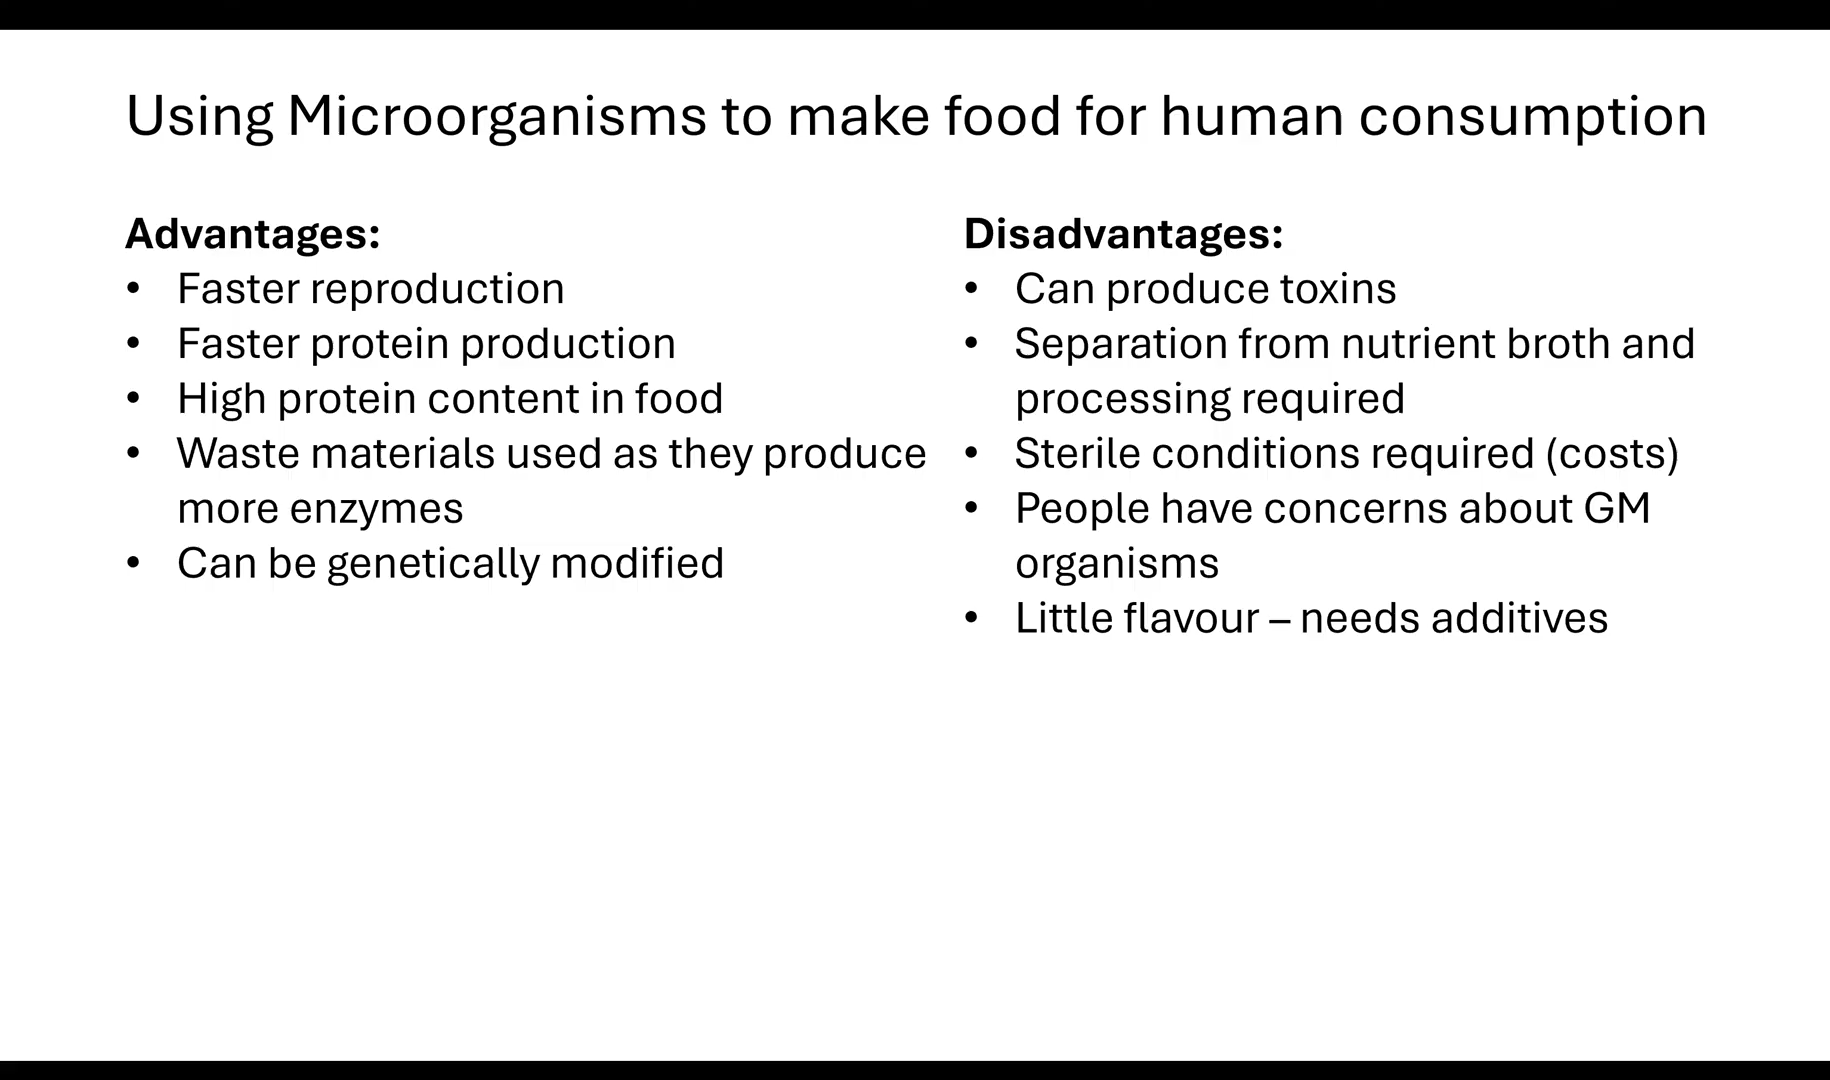 Using Microorganisms to make food for human consumption
Advantages:
• Faster reproduction
• Faster protein production
• High protein content in food
• Waste materials used as they produce
more enzymes
• Can be genetically modified
Disadvantages:
• Can produce toxins
• Separation from nutrient broth and
processing required
• Sterile conditions required (costs)
• People have concerns about GM
organisms
• Little flavour – needs additives